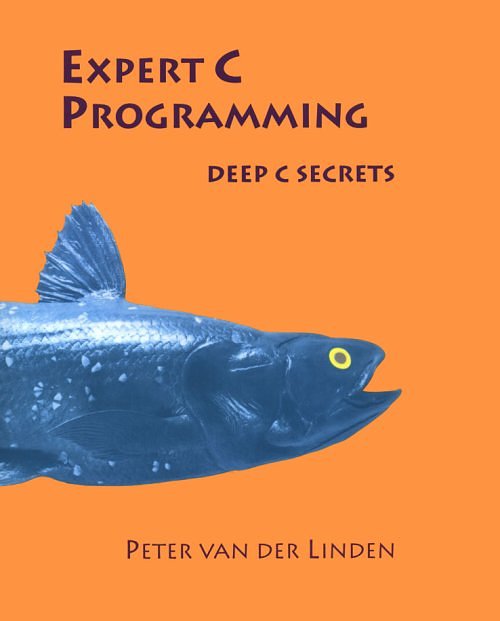 EXPERT C
PROGRAMMING
DEEP C SECRETS
PETER VAN DER LINDEN